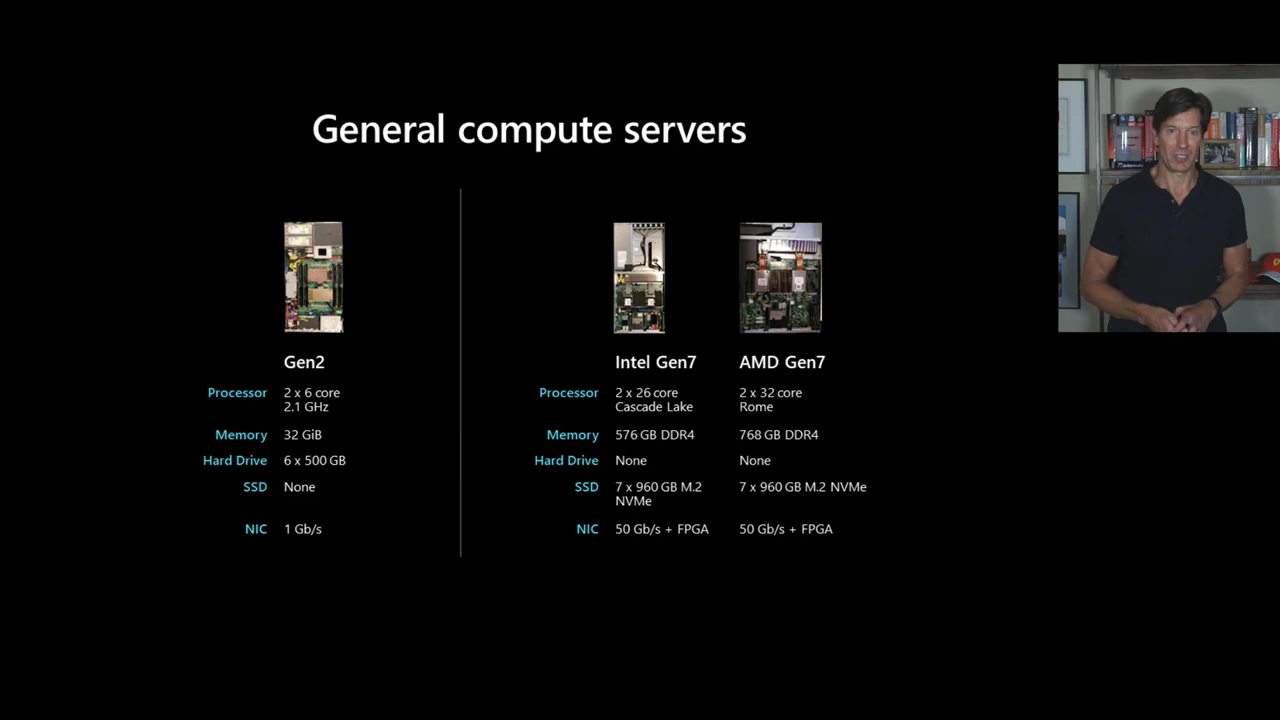 General compute servers
Gen2
Processor 2 x 6 core
2.1 GHz
Memory 32 GiB
Hard Drive 6 x 500 GB
SSD None
NIC 1 Gb/s
Intel Gen7 AMD Gen7
Processor 2 x 26 core 2 x 32 core
Cascade Lake Rome
Memory 576 GB DDR4 768 GB DDR4
Hard Drive None None
SSD 7 x 960 GB M.2 7 x 960 GB M.2 NVMe
NVMe
NIC 50 Gb/s + FPGA 50 Gb/s + FPGA